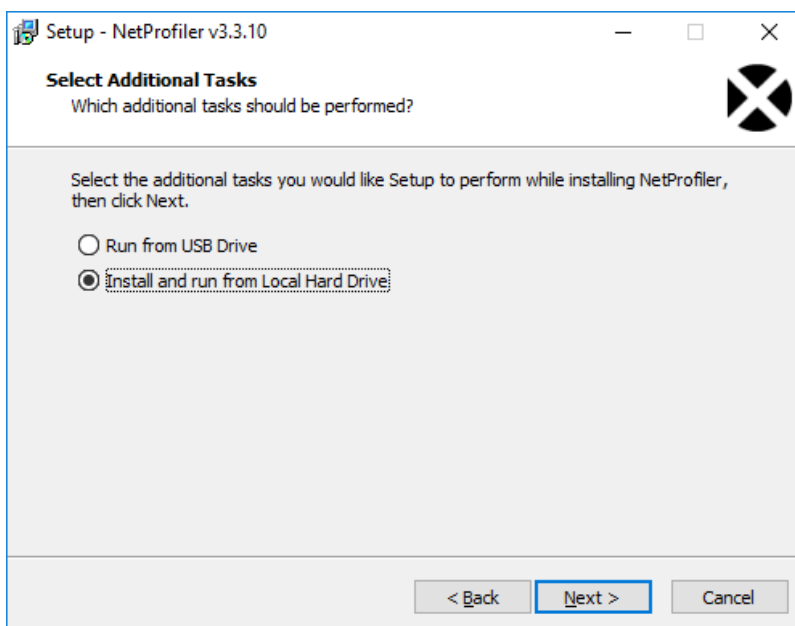 Setup - NetProfiler v3.3.10
Select Additional Tasks
Which additional tasks should be performed?
Select the additional tasks you would like Setup to perform while installing NetProfiler,
then click Next.
Run from USB Drive
Install and run from Local Hard Drive
< Back
Next >
Cancel